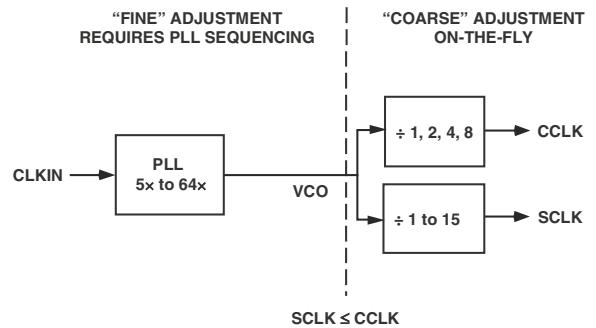 “FINE” ADJUSTMENT
REQUIRES PLL SEQUENCING
“COARSE” ADJUSTMENT
ON-THE-FLY
CLKIN
PLL
5× to 64×
VCO
÷ 1, 2, 4, 8
CCLK
÷ 1 to 15
SCLK
SCLK ≤ CCLK